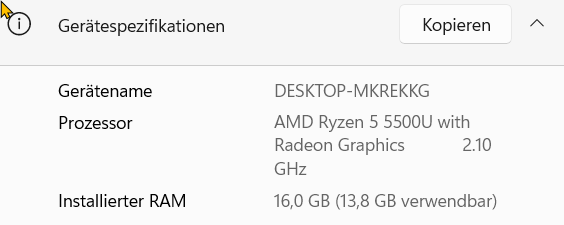 Gerätespezifikationen Kopieren
Gerätename DESKTOP-MKREKKG
Prozessor AMD Ryzen 5 5500U with
Radeon Graphics 2.10
GHz
Installierter RAM 16,0 GB (13,8 GB verwendbar)